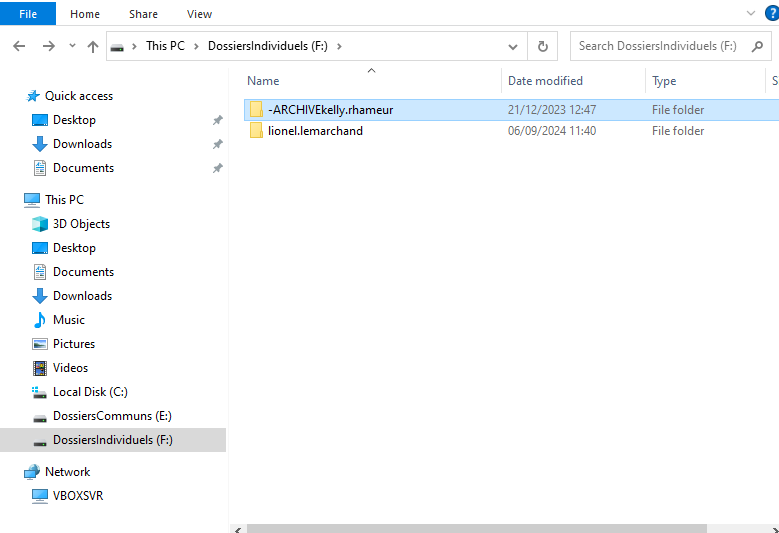 File Home Share View
This PC DossiersIndividuels (F:) Search DossiersIndividuels (F:)
Name Date modified Type S
Quick access
Desktop
Downloads
Documents
This PC
3D Objects
Desktop
Documents
Downloads
Music
Pictures
Videos
Local Disk (C:)
DossiersCommuns (E:)
DossiersIndividuels (F:)
Network
VBOXSVR
-ARCHIVEkelly.rhameur 21/12/2023 12:47 File folder
lionel.lemarchand 06/09/2024 11:40 File folder